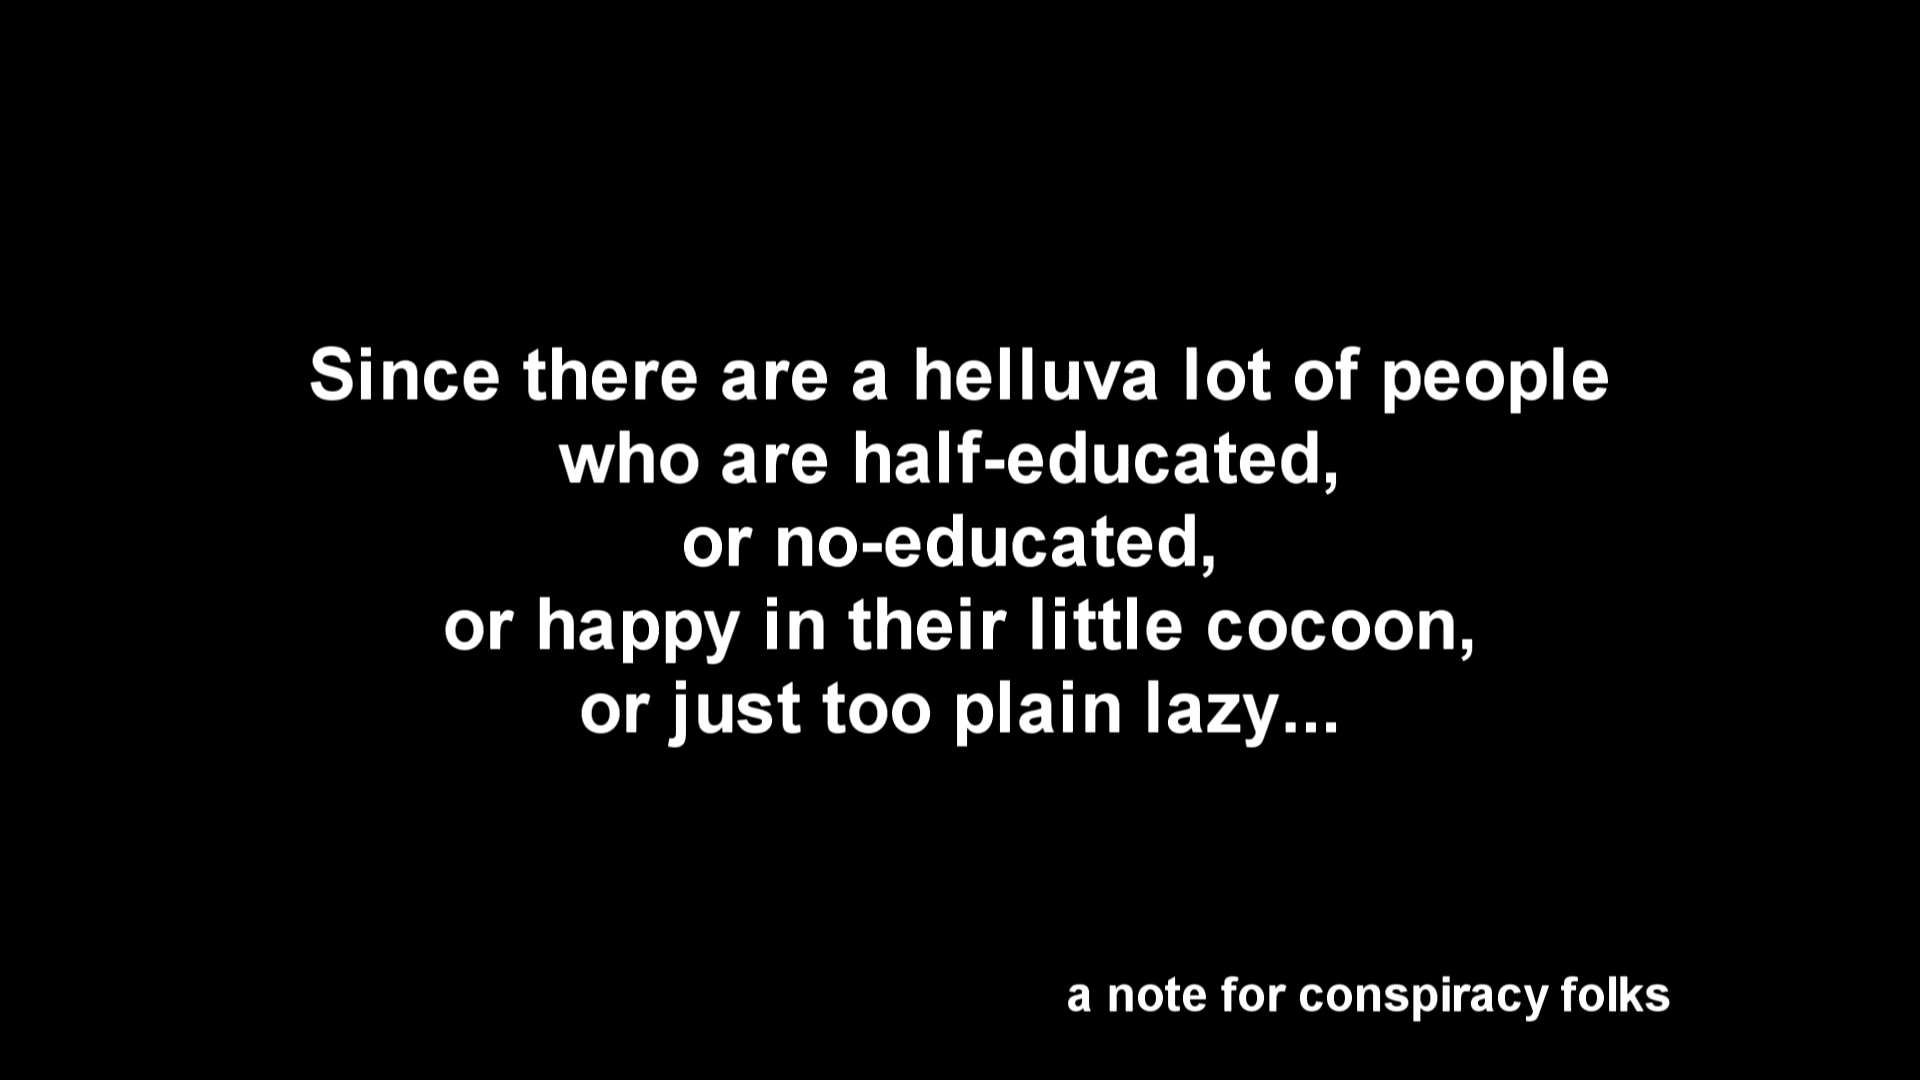 Since there are a helluva lot of people
who are half-educated,
or no-educated,
or happy in their little cocoon,
or just too plain lazy...
a note for conspiracy folks